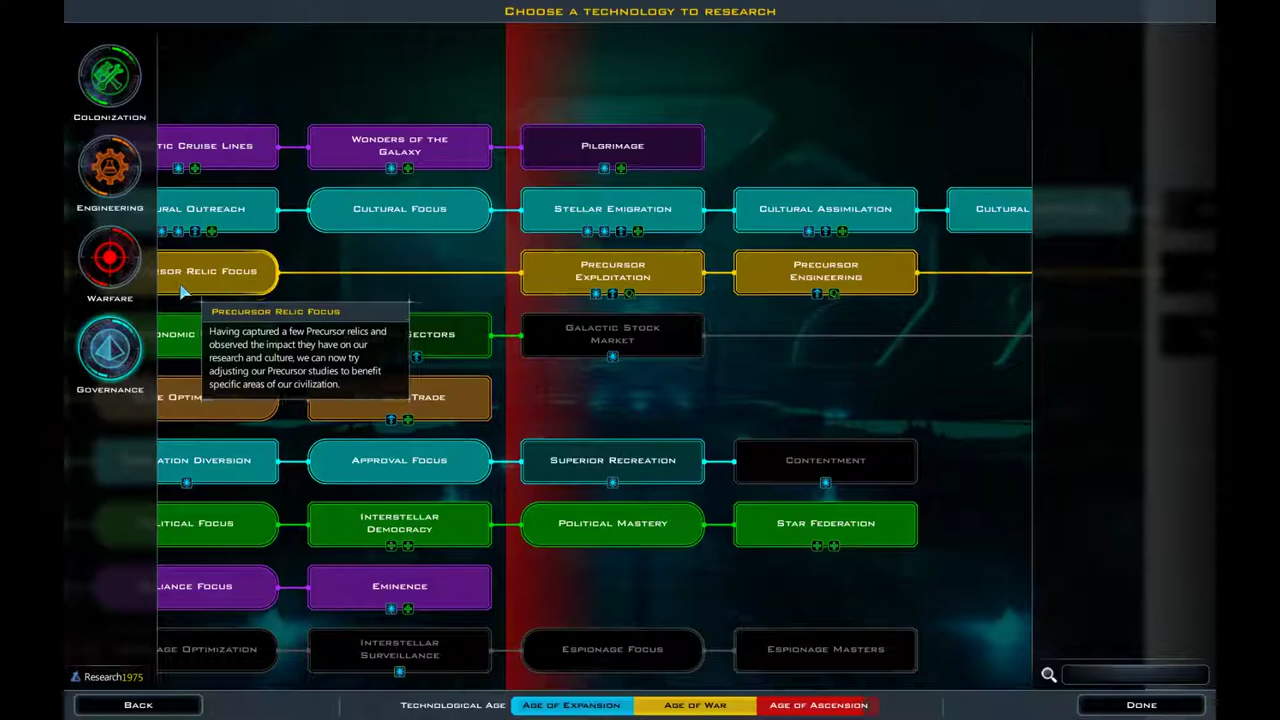 Choose a technology to research
Colonization
Engineering
Warfare
Governance
tic Cruise Lines
Wonders of the
Galaxy
Pilgrimage
ural Outreach
Cultural Focus
Stellar Emigration
Cultural Assimilation
Cultural
rsor Relic Focus
Precursor
Exploitation
Precursor
Engineering
Precursor Relic Focus
Having captured a few Precursor relics and
observed the impact they have on our
research and culture, we can now try
adjusting our Precursor studies to benefit
specific areas of our civilization.
onomic
ectors
Galactic Stock
Market
e Optim
Trade
ation Diversion
Approval Focus
Superior Recreation
Contentment
litical Focus
Interstellar
Democracy
Political Mastery
Star Federation
liance Focus
Eminence
age Optimization
Interstellar
Surveillance
Espionage Focus
Espionage Masters
Research 1975
Back
Technological Age
Age of Expansion
Age of War
Age of Ascension
Done